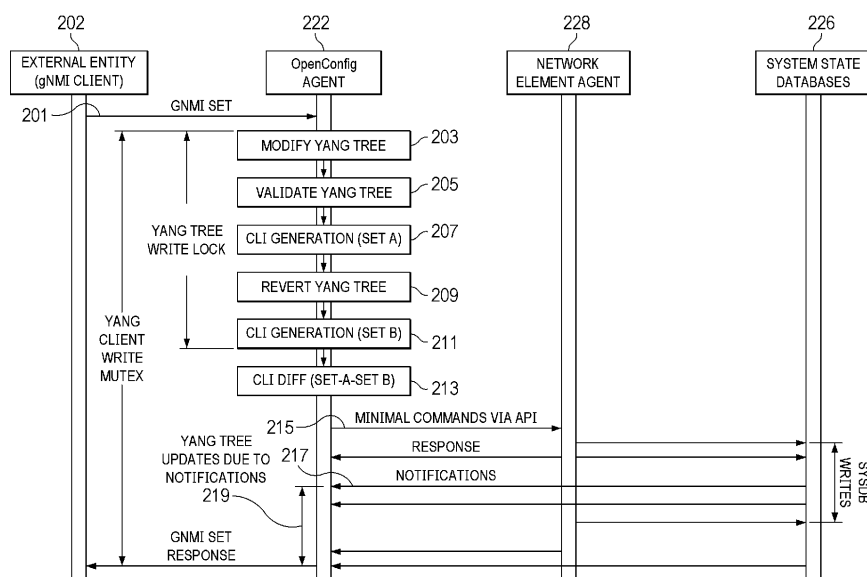 202
222
228
226
EXTERNAL ENTITY
(gNMI CLIENT)
OpenConfig
AGENT
NETWORK
ELEMENT AGENT
SYSTEM STATE
DATABASES
GNMI SET
201
MODIFY YANG TREE
203
VALIDATE YANG TREE
205
YANG TREE
WRITE LOCK
CLI GENERATION (SET A)
207
REVERT YANG TREE
209
YANG
CLIENT
WRITE
MUTEX
CLI GENERATION (SET B)
211
CLI DIFF (SET-A-SET B)
213
215
MINIMAL COMMANDS VIA API
YANG TREE
UPDATES DUE TO
NOTIFICATIONS
217
RESPONSE
NOTIFICATIONS
SYSDB
WRITES
219
GNMI SET
RESPONSE